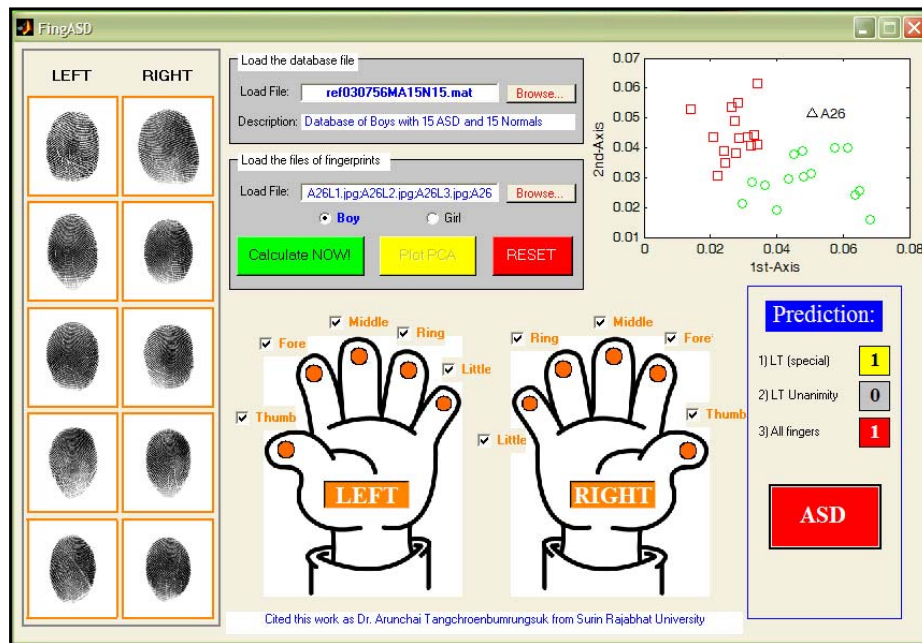 FingASD
LEFT RIGHT
Load the database file
Load File: ref030756MA15N15.mat Browse...
Description: Database of Boys with 15 ASD and 15 Normals
Load the files of fingerprints
Load File: A26L1.jpg;A26L2.jpg;A26L3.jpg;A26 Browse...
Boy Girl
Calculate NOW! Plot PCA RESET
0.07
0.06
0.05
0.04
0.03
0.02
0.01
2nd-Axis
A26
0 0.02 0.04 0.06 0.08
1st-Axis
Thumb
Fore
Middle
Ring
Little
LEFT
Little
Ring
Middle
Fore
Thumb
RIGHT
Prediction:
1) LT (special) 1
2) LT Unanimity 0
3) All fingers 1
ASD
Cited this work as Dr. Arunchai Tangchroenbumrungsuk from Surin Rajabhat University